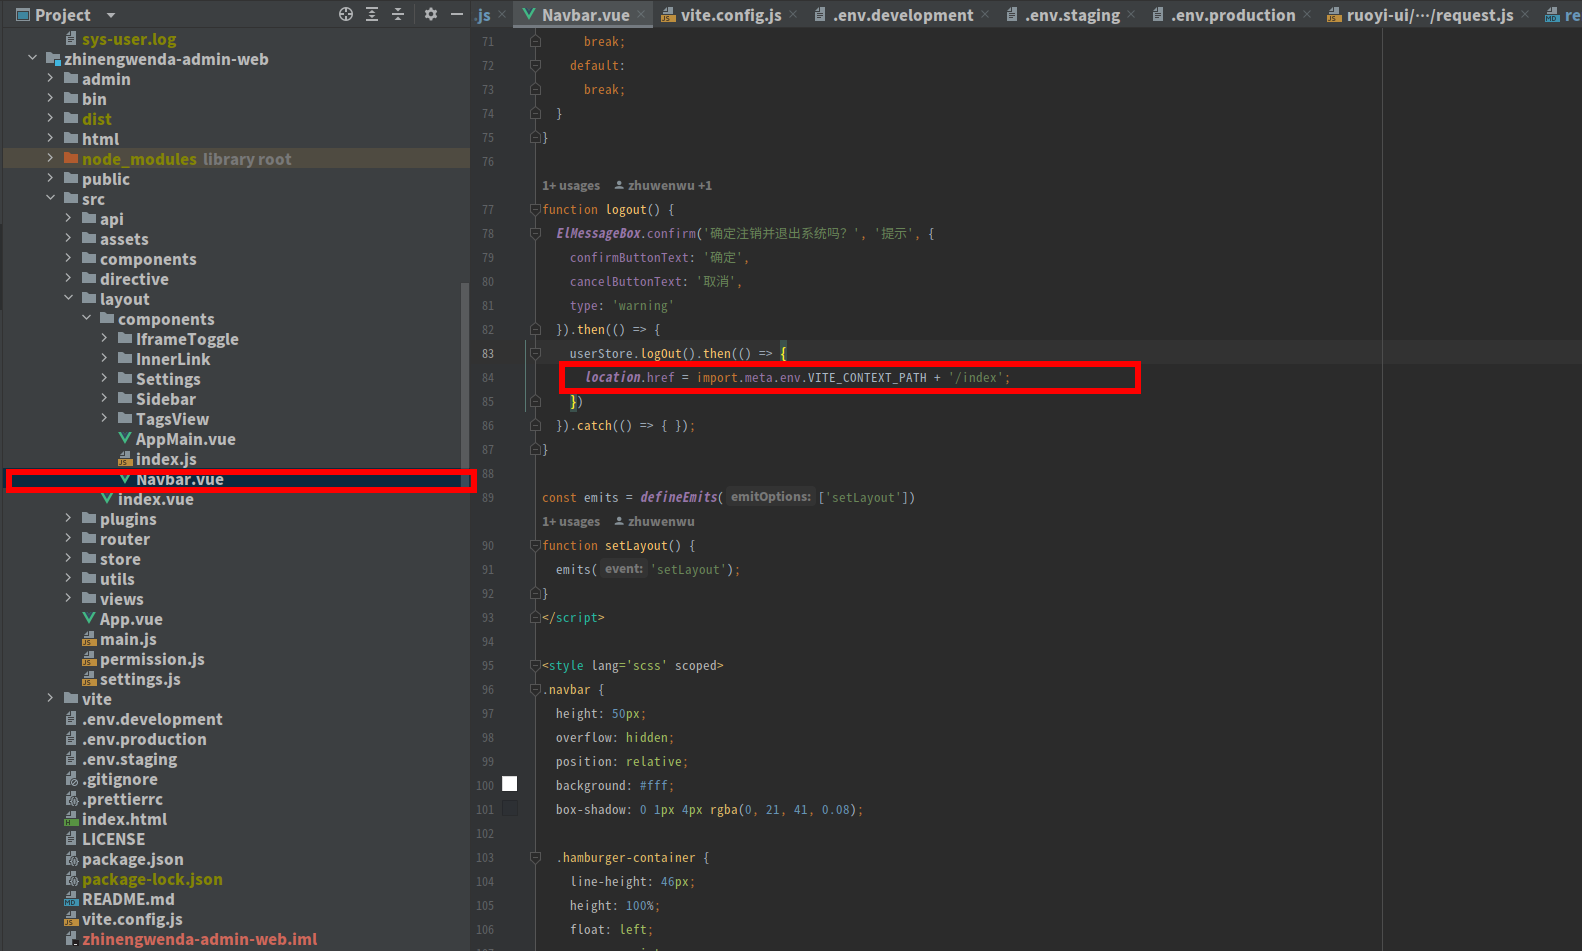 Project
.js
Navbar.vue
vite.config.js
.env.development
.env.staging
.env.production
ruoyi-ui/···/request.js
re
sys-user.log
zhinengwenda-admin-web
admin
bin
dist
html
node_modules library root
public
src
api
assets
components
directive
layout
components
IframeToggle
InnerLink
Settings
Sidebar
TagsView
AppMain.vue
index.js
Navbar.vue
index.vue
plugins
router
store
utils
views
App.vue
main.js
permission.js
settings.js
vite
.env.development
.env.production
.env.staging
.gitignore
.prettierrc
index.html
LICENSE
package.json
package-lock.json
README.md
vite.config.js
zhinengwenda-admin-web.iml
71 break;
72 default:
73 break;
74 }
75 }
76
1+ usages zhuwenwu +1
77 function logout() {
78 ElMessageBox.confirm('确定注销并退出系统吗？', '提示', {
79 confirmButtonText: '确定',
80 cancelButtonText: '取消',
81 type: 'warning'
82 }).then(() => {
83 userStore.logOut().then(() => {
84 location.href = import.meta.env.VITE_CONTEXT_PATH + '/index';
85 })
86 }).catch(() => { });
87 }
88
89 const emits = defineEmits( emitOptions: ['setLayout'])
1+ usages zhuwenwu
90 function setLayout() {
91 emits( event: 'setLayout');
92 }
93 </script>
94
95 <style lang='scss' scoped>
96 .navbar {
97 height: 50px;
98 overflow: hidden;
99 position: relative;
100 background: #fff;
101 box-shadow: 0 1px 4px rgba(0, 21, 41, 0.08);
102
103 .hamburger-container {
104 line-height: 46px;
105 height: 100%;
106 float: left;